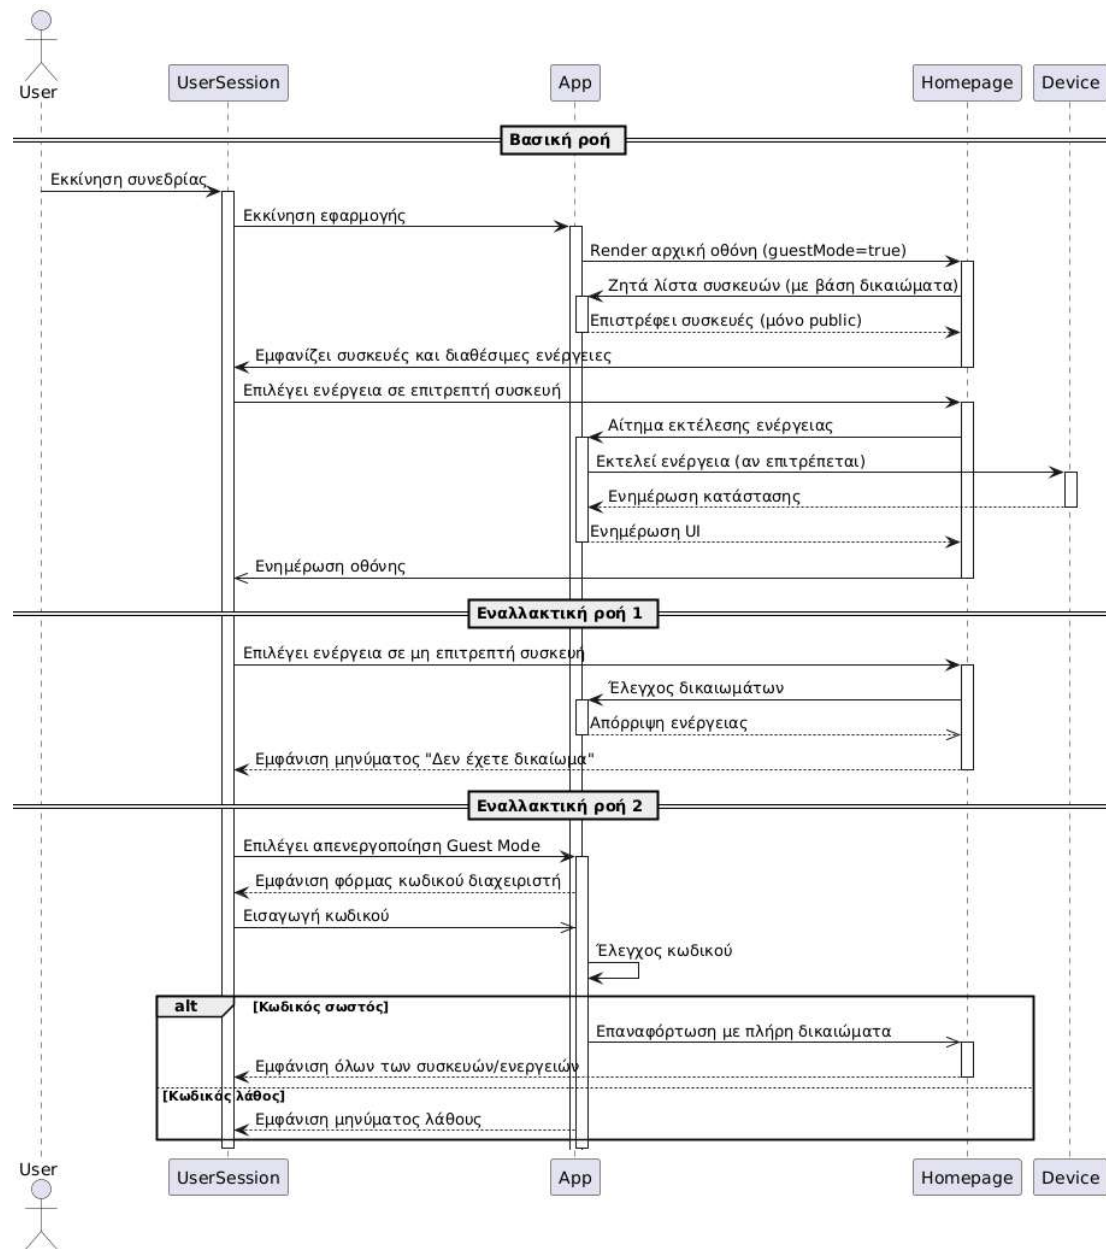 User
UserSession
App
Homepage
Device
Βασική ροή
Εκκίνηση συνεδρίας
Εκκίνηση εφαρμογής
Render αρχική οθόνη (guestMode=true)
Ζητά λίστα συσκευών (με βάση δικαιώματα)
Επιστρέφει συσκευές (μόνο public)
Εμφανίζει συσκευές και διαθέσιμες ενέργειες
Επιλέγει ενέργεια σε επιτρεπτή συσκευή
Αίτημα εκτέλεσης ενέργειας
Εκτελεί ενέργεια (αν επιτρέπεται)
Ενημέρωση κατάστασης
Ενημέρωση UI
Ενημέρωση οθόνης
Εναλλακτική ροή 1
Επιλέγει ενέργεια σε μη επιτρεπτή συσκευή
Έλεγχος δικαιωμάτων
Απόρριψη ενέργειας
Εμφάνιση μηνύματος "Δεν έχετε δικαίωμα"
Εναλλακτική ροή 2
Επιλέγει απενεργοποίηση Guest Mode
Εμφάνιση φόρμας κωδικού διαχειριστή
Εισαγωγή κωδικού
Έλεγχος κωδικού
alt [Κωδικός σωστός]
Επαναφόρτωση με πλήρη δικαιώματα
Εμφάνιση όλων των συσκευών/ενεργειών
[Κωδικός λάθος]
Εμφάνιση μηνύματος λάθους
User
UserSession
App
Homepage
Device